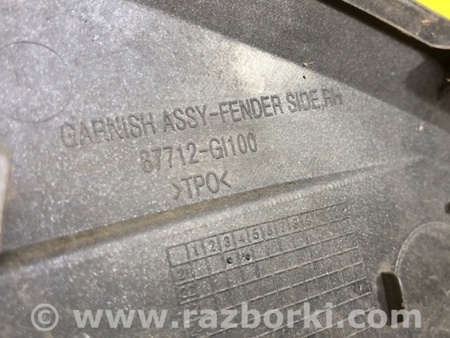 GARNISH ASSY-FENDER SIDE,RH
87712-GI100
>TPO<
1 2 3 4 5 6 7 8 9
www.razborki.com